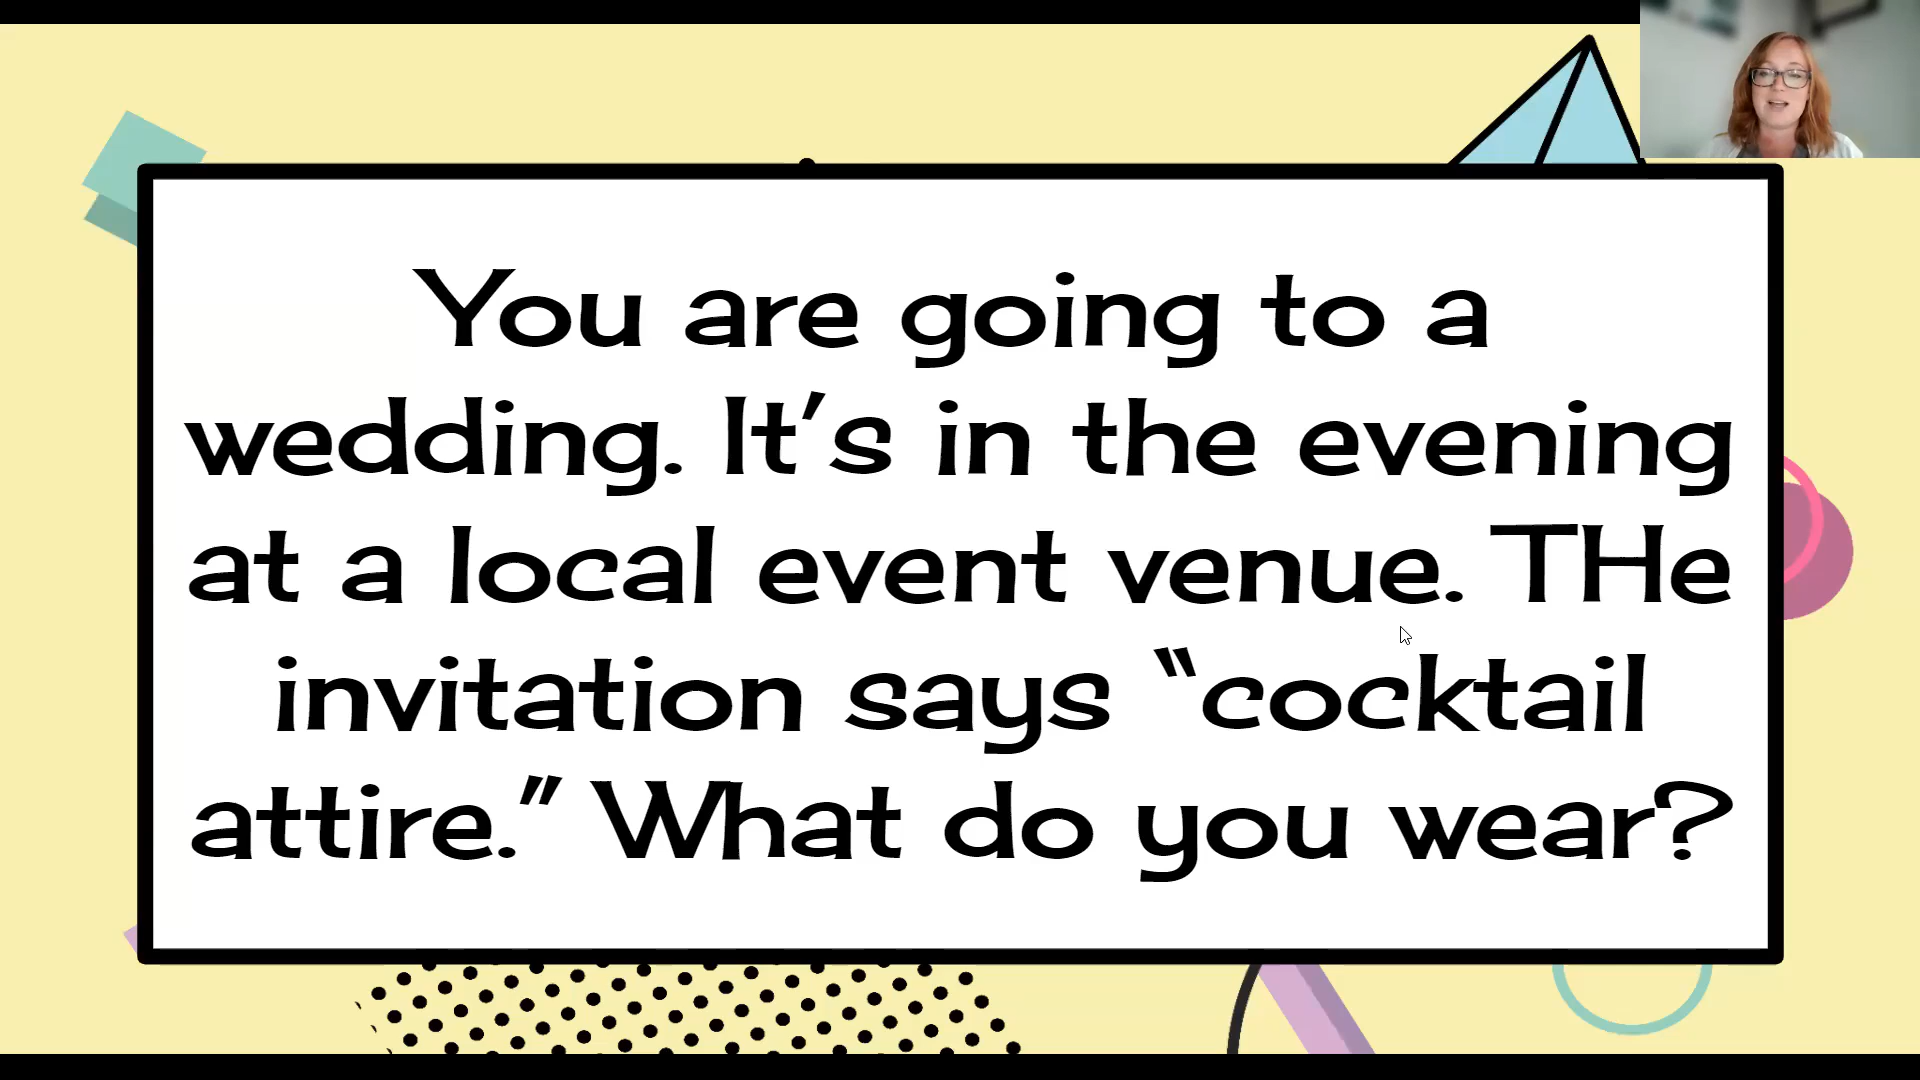 You are going to a
wedding. It's in the evening
at a local event venue. THe
invitation says “cocktail
attire.” What do you wear?